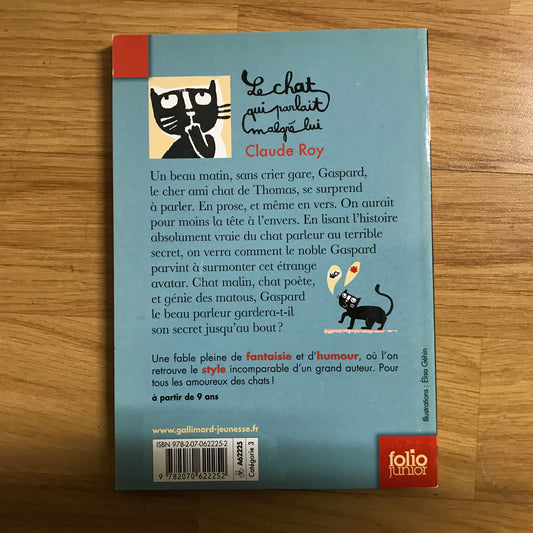 Le chat
qui parlait
malgré lui
Claude Roy
Un beau matin, sans crier gare, Gaspard,
le cher ami chat de Thomas, se surprend
à parler. En prose, et même en vers. On aurait
pour moins la tête à l'envers. En lisant l'histoire
absolument vraie du chat parleur au terrible
secret, on verra comment le noble Gaspard
parvint à surmonter cet étrange
avatar. Chat malin, chat poète,
et génie des matous, Gaspard
le beau parleur gardera-t-il
son secret jusqu'au bout ?
Une fable pleine de fantaisie et d'humour, où l'on
retrouve le style incomparable d'un grand auteur. Pour
tous les amoureux des chats !
à partir de 9 ans
Illustrations : Élisa Géhin
www.gallimard-jeunesse.fr
ISBN 978-2-07-062225-2
9 782070 622252
A62225
Catégorie 3
folio
junior